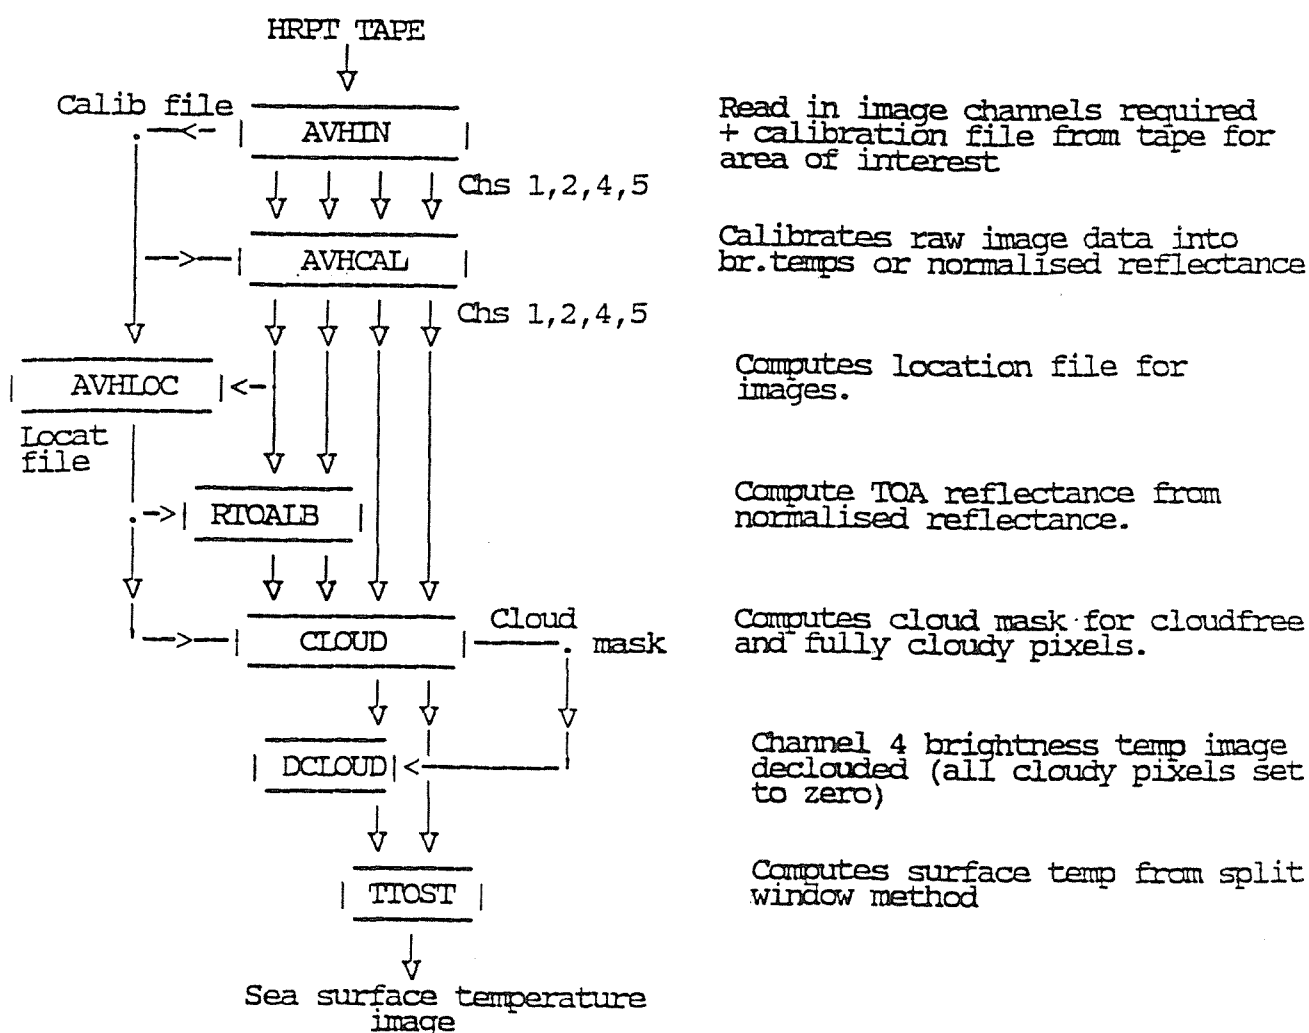 HRPT TAPE
Calib file
AVHIN
Read in image channels required
+ calibration file from tape for
area of interest
Chs 1,2,4,5
AVHCAL
Calibrates raw image data into
br.temps or normalised reflectance
Chs 1,2,4,5
AVHLOC
Computes location file for
images.
Locat
file
RTOALB
Compute TOA reflectance from
normalised reflectance.
CLOUD
Cloud
mask
Computes cloud mask for cloudfree
and fully cloudy pixels.
DCLOUD
Channel 4 brightness temp image
declouded (all cloudy pixels set
to zero)
TTOST
Computes surface temp from split
window method
Sea surface temperature
image